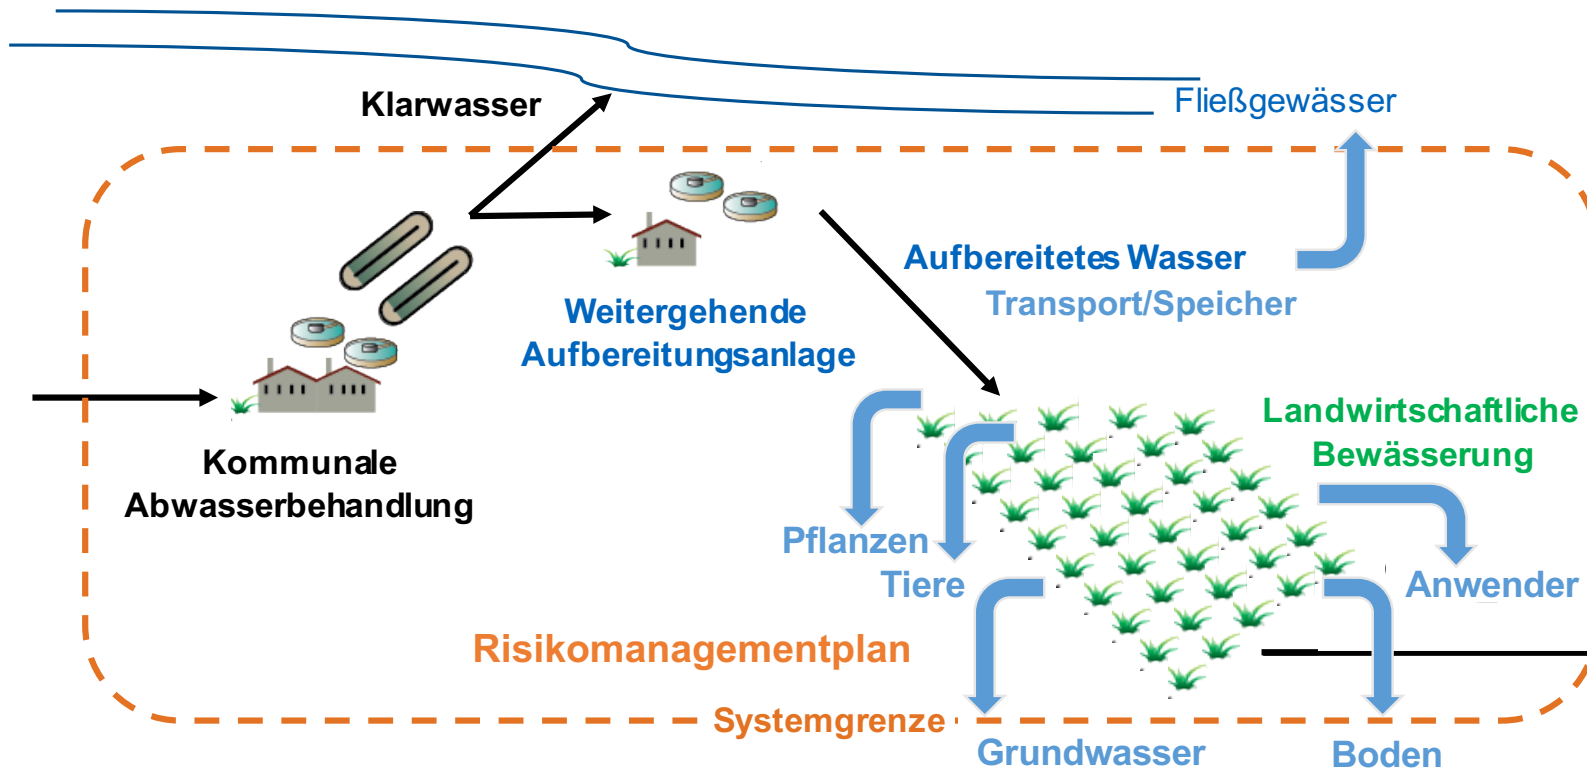 Klarwasser
Fließgewässer
Aufbereitetes Wasser
Transport/Speicher
Weitergehende
Aufbereitungsanlage
Kommunale
Abwasserbehandlung
Landwirtschaftliche
Bewässerung
Pflanzen
Tiere
Anwender
Risikomanagementplan
Systemgrenze
Grundwasser
Boden